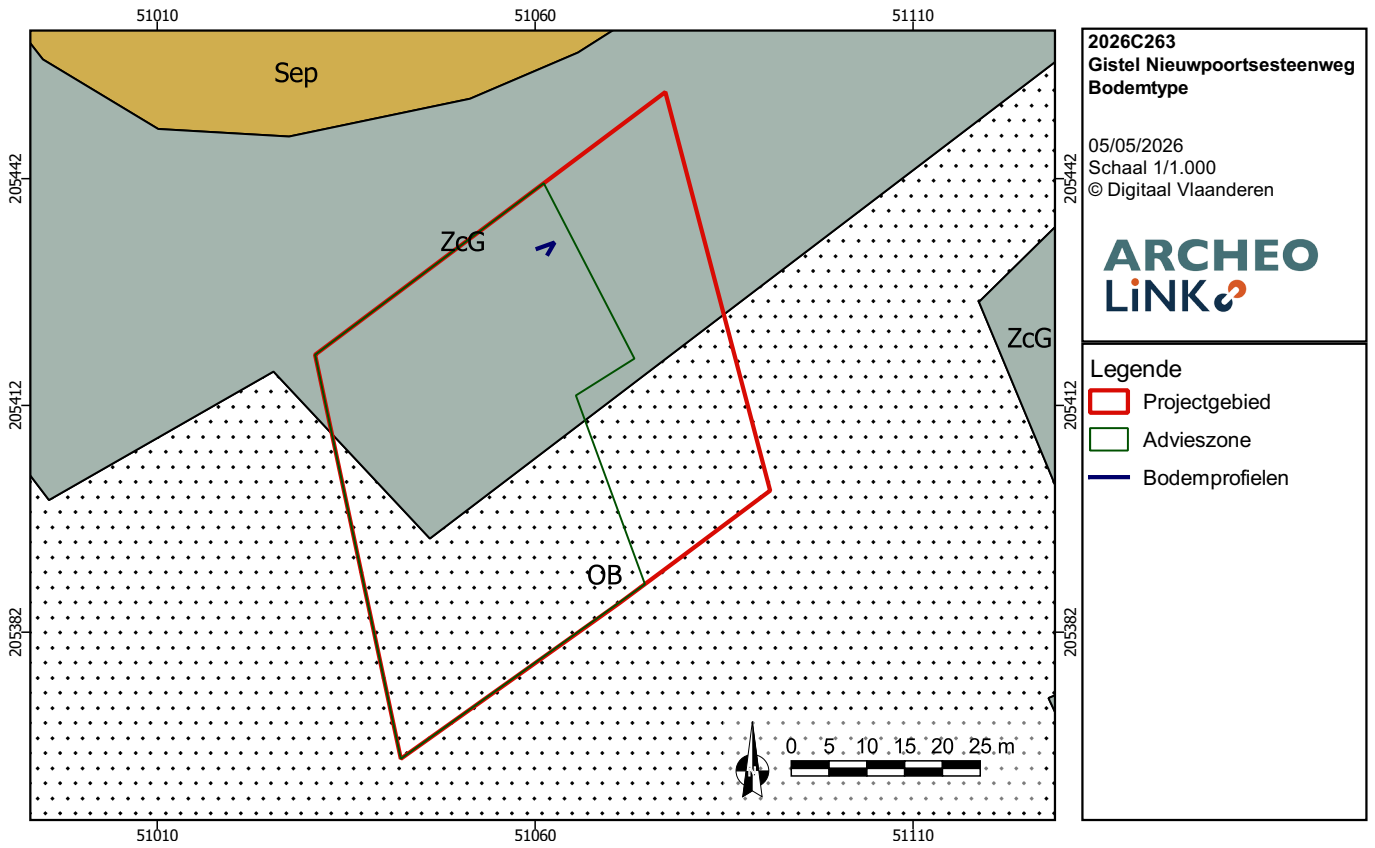 51010 51060 51110
205442
205412
205382
Sep
ZcG
ZcG
OB
0 5 10 15 20 25 m
N
205442
205412
205382
51010 51060 51110
2026C263
Gistel Nieuwpoortsesteenweg
Bodemtype
05/05/2026
Schaal 1/1.000
© Digitaal Vlaanderen
ARCHEO
LiNK
Legende
Projectgebied
Advieszone
Bodemprofielen